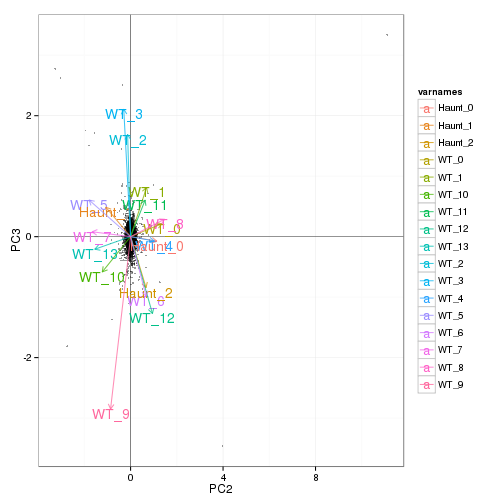 varnames
a Haunt_0
a Haunt_1
a Haunt_2
a WT_0
a WT_1
a WT_10
a WT_11
a WT_12
a WT_13
a WT_2
a WT_3
a WT_4
a WT_5
a WT_6
a WT_7
a WT_8
a WT_9
WT_3
WT_2
WT_1
WT_5
WT_11
Haunt
WT_8
WT_0
WT_7
WT_4
Haunt_0
WT_13
WT_10
Haunt_2
WT_6
WT_12
WT_9
2
0
-2
PC3
0
4
8
PC2